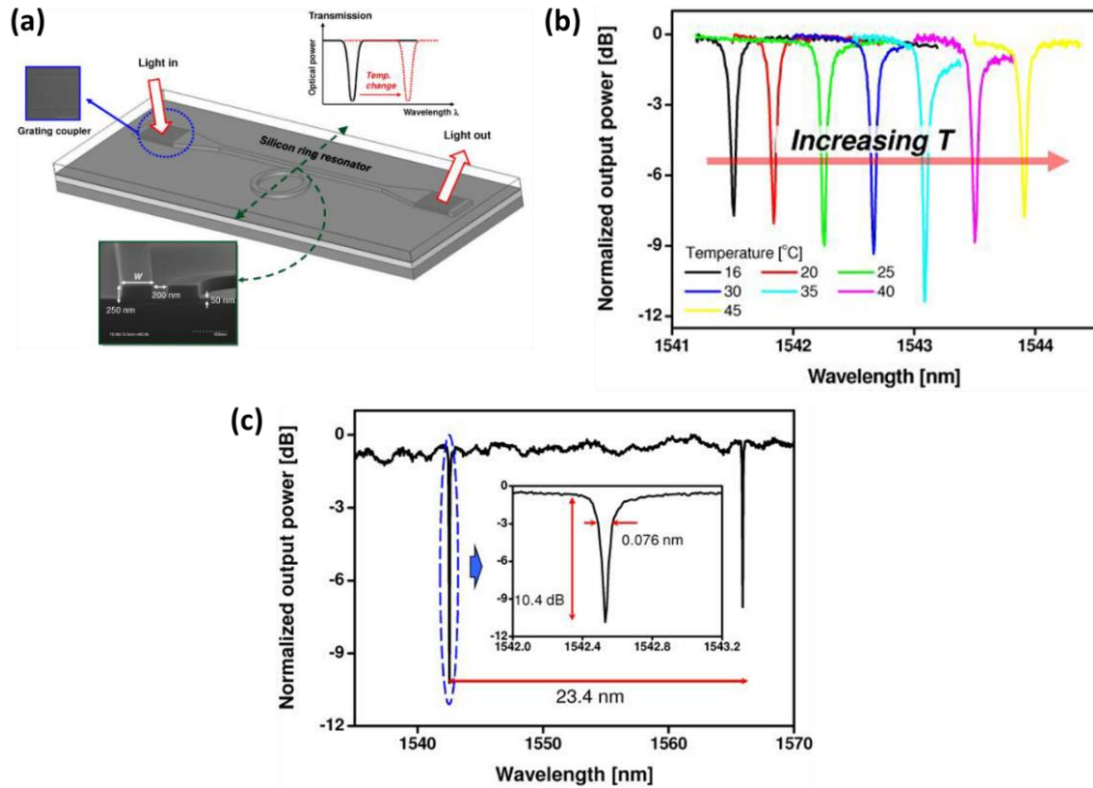 (a)
Transmission
Optical power
Temp.
change
Wavelength λ
Light in
Grating coupler
Silicon ring resonator
Light out
W
200 nm
50 nm
250 nm
(b)
Normalized output power [dB]
0
-3
-6
-9
-12
Increasing T
Temperature [°C]
16 20 25
30 35 40
45
1541 1542 1543 1544
Wavelength [nm]
(c)
Normalized output power [dB]
0
-3
-6
-9
-12
0
-3
-6
-9
-12
0.076 nm
10.4 dB
1542.0 1542.4 1542.8 1543.2
23.4 nm
1540 1550 1560 1570
Wavelength [nm]